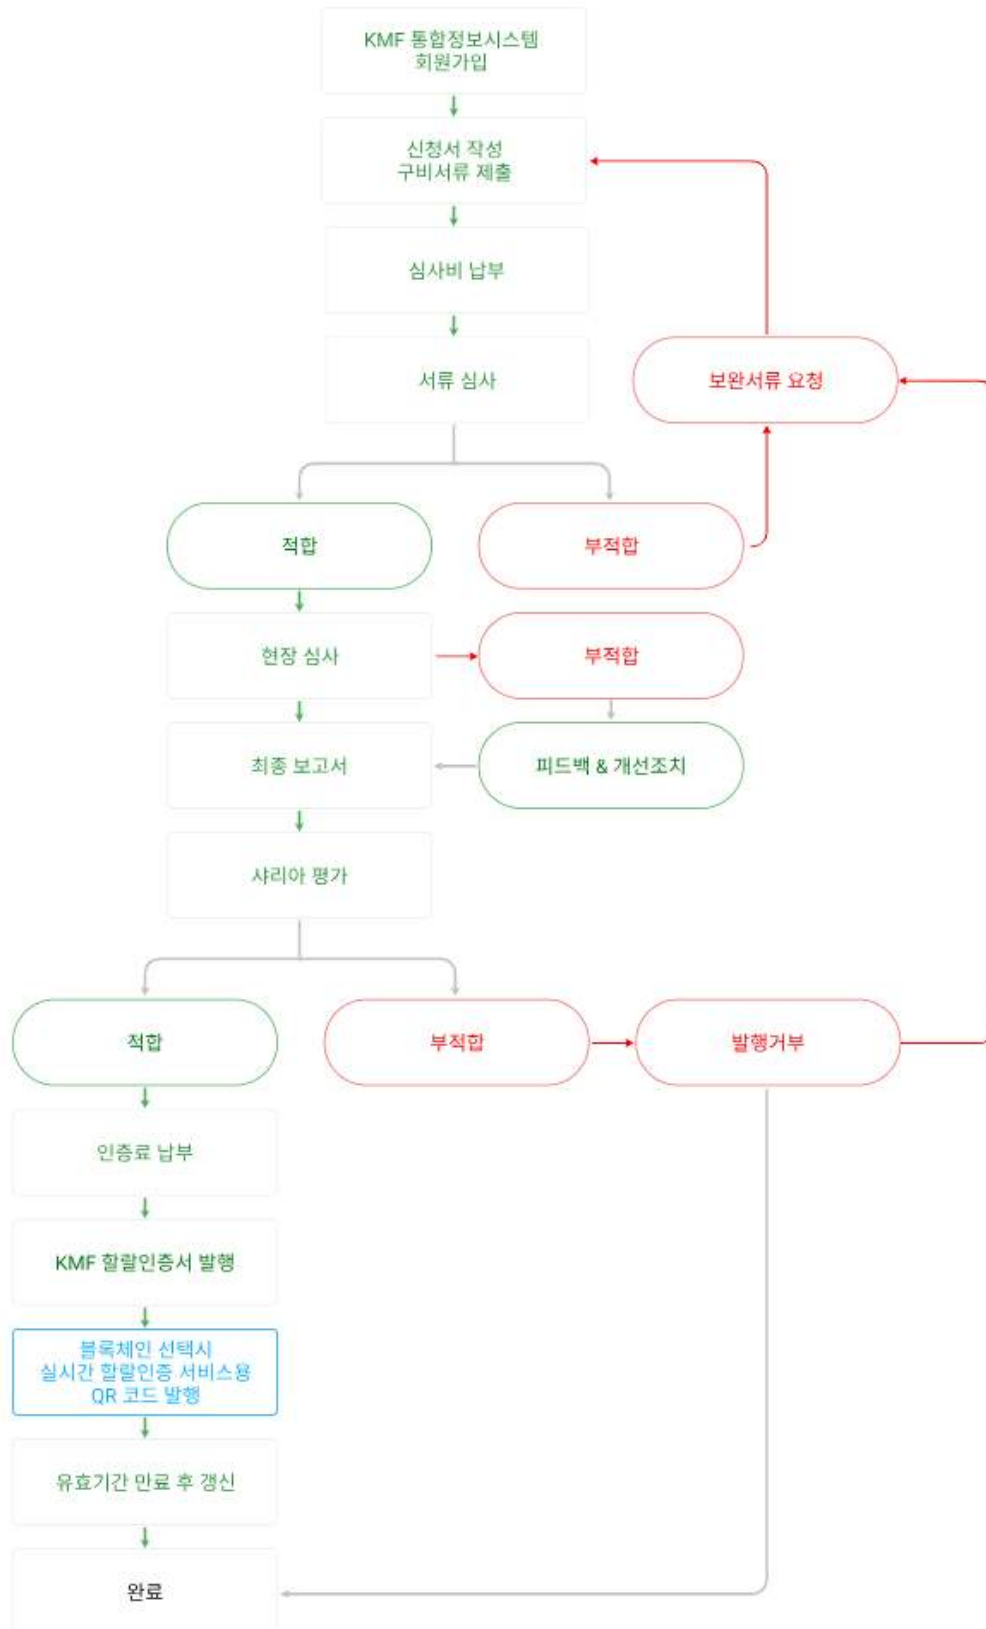 KMF 통합정보시스템
회원가입
신청서 작성
구비서류 제출
심사비 납부
서류 심사
보완서류 요청
적합
부적합
현장 심사
부적합
최종 보고서
피드백 & 개선조치
샤리아 평가
적합
부적합
발행거부
인증료 납부
KMF 할랄인증서 발행
블록체인 선택시
실시간 할랄인증 서비스용
QR 코드 발행
유효기간 만료 후 갱신
완료